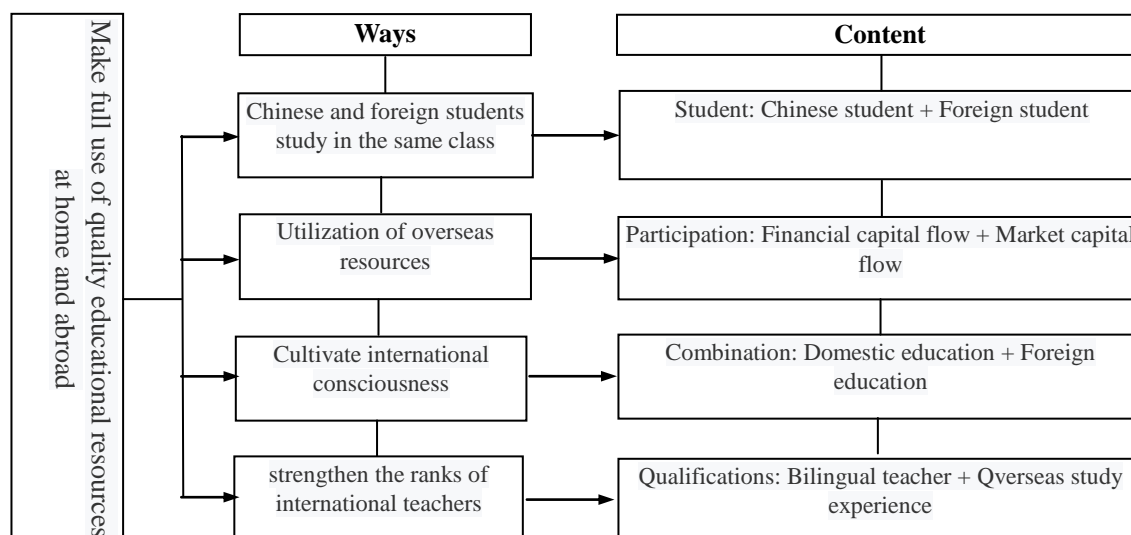 Make full use of quality educational resources
at home and abroad
Ways
Content
Chinese and foreign students
study in the same class
Student: Chinese student + Foreign student
Utilization of overseas
resources
Participation: Financial capital flow + Market capital
flow
Cultivate international
consciousness
Combination: Domestic education + Foreign
education
strengthen the ranks of
international teachers
Qualifications: Bilingual teacher + Qverseas study
experience